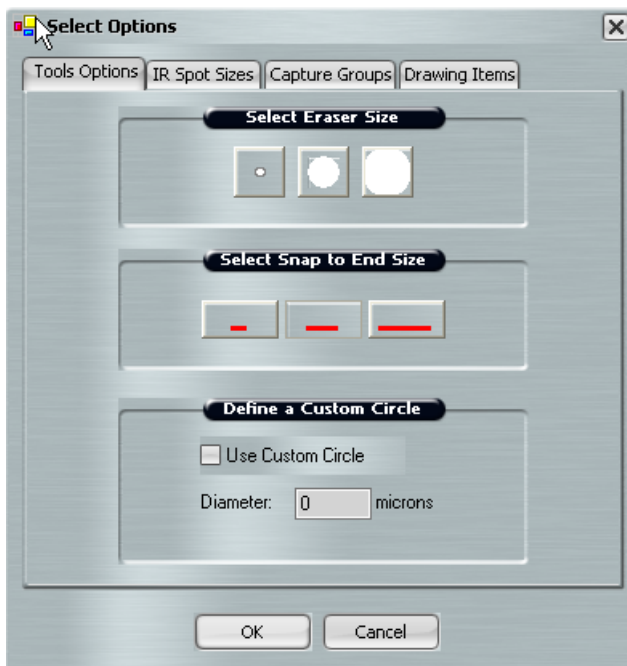 Select Options
Tools Options IR Spot Sizes Capture Groups Drawing Items
Select Eraser Size
Select Snap to End Size
Define a Custom Circle
Use Custom Circle
Diameter: 0 microns
OK Cancel